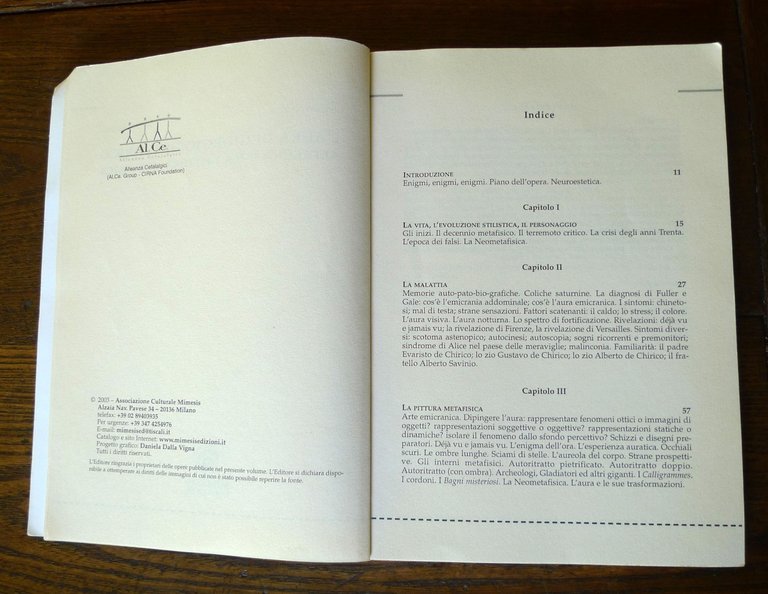 Al Ce
Alleanza Cefalalgici
Alleanza Cefalalgici
(AL.Ce. Group - CIRNA Foundation)
© 2003 – Associazione Culturale Mimesis
Alzaia Nav. Pavese 34 – 20136 Milano
telefax: +39 02 89403935
Per urgenze: +39 347 4254976
E-mail: mimesised@tiscali.it
Catalogo e sito Internet: www.mimesisedizioni.it
Progetto grafico: Daniela Dalla Vigna
Tutti i diritti riservati.
L'Editore ringrazia i proprietari delle opere pubblicate nel presente volume. L'Editore si dichiara dispo-
nibile a ottemperare ai diritti delle immagini di cui non è stato possibile reperire la fonte.
Indice
INTRODUZIONE 11
Enigmi, enigmi, enigmi. Piano dell'opera. Neuroestetica.
Capitolo I
LA VITA, L'EVOLUZIONE STILISTICA, IL PERSONAGGIO 15
Gli inizi. Il decennio metafisico. Il terremoto critico. La crisi degli anni Trenta.
L'epoca dei falsi. La Neometafisica.
Capitolo II
LA MALATTIA 27
Memorie auto-pato-bio-grafiche. Coliche saturnine. La diagnosi di Fuller e
Gale: cos'è l'emicrania addominale; cos'è l'aura emicranica. I sintomi: chineto-
si; mal di testa; strane sensazioni. Fattori scatenanti: il caldo; lo stress; il colore.
L'aura visiva. L'aura notturna. Lo spettro di fortificazione. Rivelazioni: déjà vu
e jamais vu; la rivelazione di Firenze, la rivelazione di Versailles. Sintomi diver-
si: scotoma astenopico; autocinesi; autoscopia; sogni ricorrenti e premonitori;
sindrome di Alice nel paese delle meraviglie; malinconia. Familiarità: il padre
Evaristo de Chirico; lo zio Gustavo de Chirico; lo zio Alberto de Chirico; il fra-
tello Alberto Savinio.
Capitolo III
LA PITTURA METAFISICA 57
Arte emicranica. Dipingere l'aura: rappresentare fenomeni ottici o immagini di
oggetti? rappresentazioni soggettive o oggettive? rappresentazioni statiche o
dinamiche? isolare il fenomeno dallo sfondo percettivo? Schizzi e disegni pre-
paratori. Déjà vu e jamais vu. L'enigma dell'ora. L'esperienza auratica. Occhiali
scuri. Le ombre lunghe. Sciami di stelle. L'aureola del corpo. Strane prospetti-
ve. Gli interni metafisici. Autoritratto pietrificato. Autoritratto doppio.
Autoritratto (con ombra). Archeologi, Gladiatori ed altri giganti. I Calligrammes.
I cordoni. I Bagni misteriosi. La Neometafisica. L'aura e le sue trasformazioni.